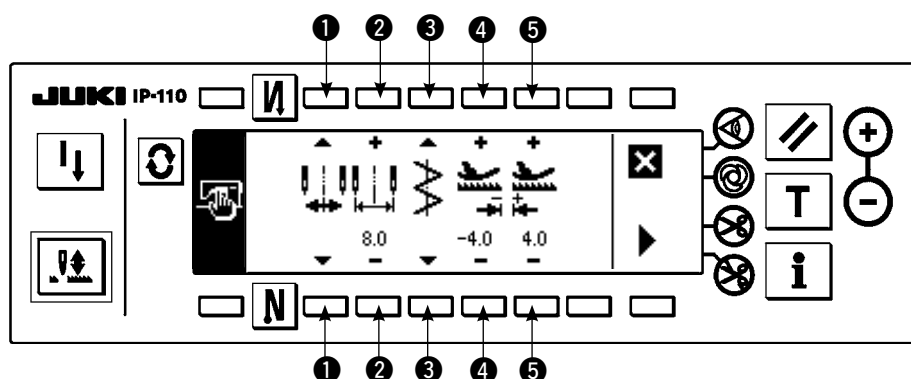 ❶ ❷ ❸ ❹ ❺
JUKI IP-110
+ + +
- +
8.0 -4.0 4.0
- - -
T
i
+
-
❶ ❷ ❸ ❹ ❺